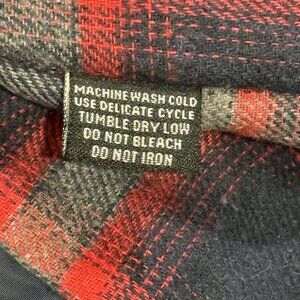 MACHINE WASH COLD
USE DELICATE CYCLE
TUMBLE DRY LOW
DO NOT BLEACH
DO NOT IRON